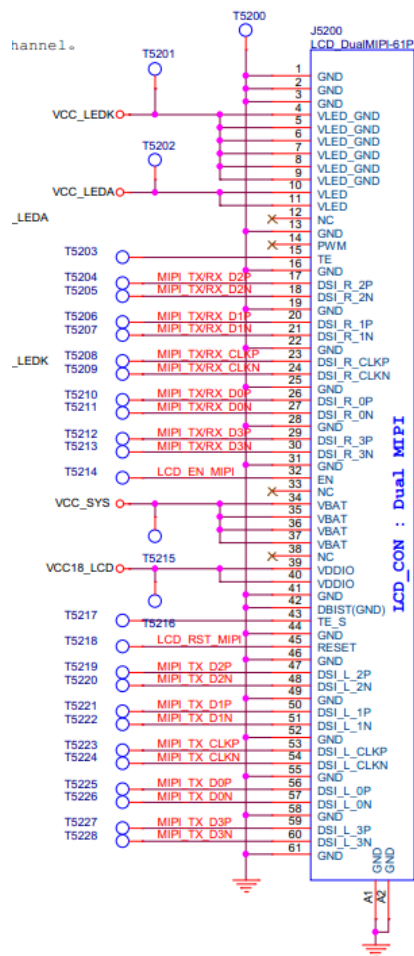 T5200
J5200
LCD_DualMIPI-61P
hannel。
T5201
1 GND
2 GND
3 GND
VCC_LEDK 4 VLED_GND
5 VLED_GND
6 VLED_GND
T5202
7 VLED_GND
8 VLED_GND
9 VLED_GND
VCC_LEDA 10 VLED
11 VLED
_LEDA 12 NC
13 GND
14 PWM
T5203 15 TE
16 GND
T5204 MIPI_TX/RX_D2P 17 DSI_R_2P
T5205 MIPI_TX/RX_D2N 18 DSI_R_2N
19 GND
T5206 MIPI_TX/RX_D1P 20 DSI_R_1P
T5207 MIPI_TX/RX_D1N 21 DSI_R_1N
22 GND
_LEDK
T5208 MIPI_TX/RX_CLKP 23 DSI_R_CLKP
T5209 MIPI_TX/RX_CLKN 24 DSI_R_CLKN
25 GND
T5210 MIPI_TX/RX_D0P 26 DSI_R_0P
T5211 MIPI_TX/RX_D0N 27 DSI_R_0N
28 GND
T5212 MIPI_TX/RX_D3P 29 DSI_R_3P
T5213 MIPI_TX/RX_D3N 30 DSI_R_3N
31 GND
T5214 LCD_EN_MIPI 32 EN
33 NC
VCC_SYS 34 VBAT
35 VBAT
36 VBAT
37 VBAT
T5215 38 NC
VCC18_LCD 39 VDDIO
40 VDDIO
41 GND
42 DBIST(GND)
T5216
T5217 43 TE_S
44 GND
T5218 LCD_RST_MIPI 45 RESET
46 GND
T5219 MIPI_TX_D2P 47 DSI_L_2P
T5220 MIPI_TX_D2N 48 DSI_L_2N
49 GND
T5221 MIPI_TX_D1P 50 DSI_L_1P
T5222 MIPI_TX_D1N 51 DSI_L_1N
52 GND
T5223 MIPI_TX_CLKP 53 DSI_L_CLKP
T5224 MIPI_TX_CLKN 54 DSI_L_CLKN
55 GND
T5225 MIPI_TX_D0P 56 DSI_L_0P
T5226 MIPI_TX_D0N 57 DSI_L_0N
58 GND
T5227 MIPI_TX_D3P 59 DSI_L_3P
T5228 MIPI_TX_D3N 60 DSI_L_3N
61 GND
LCD_CON : Dual MIPI
GND
GND
A1
A2